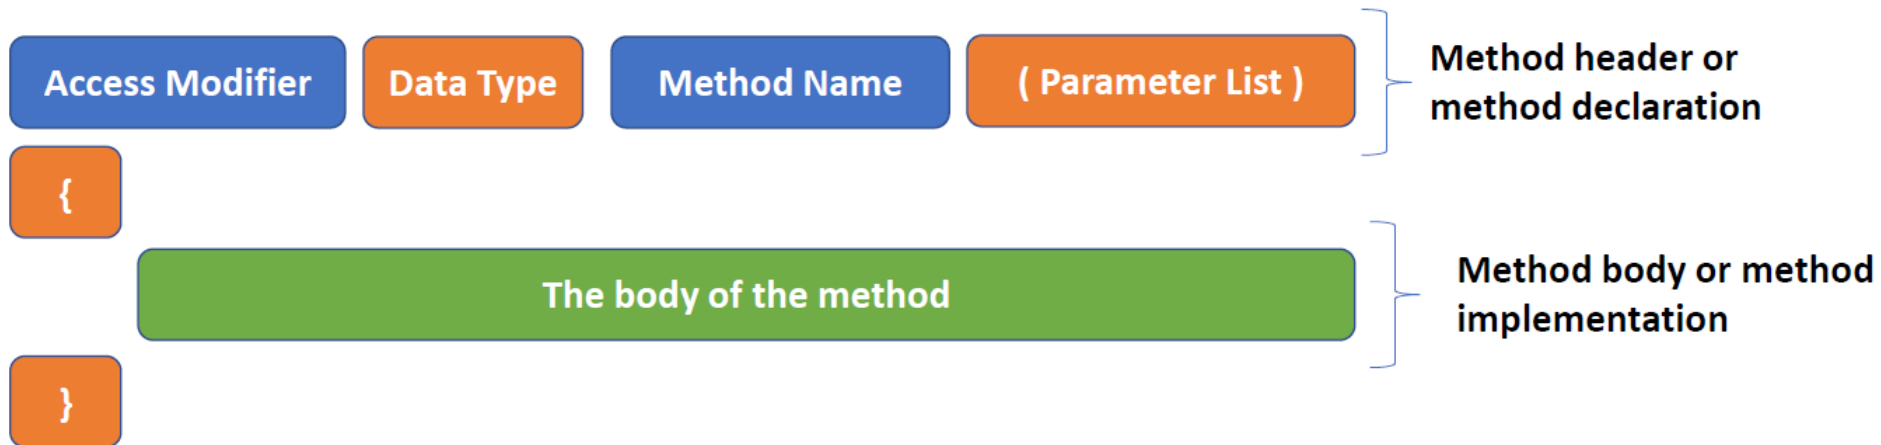 Access Modifier Data Type Method Name ( Parameter List )
Method header or
method declaration
{
The body of the method
Method body or method
implementation
}